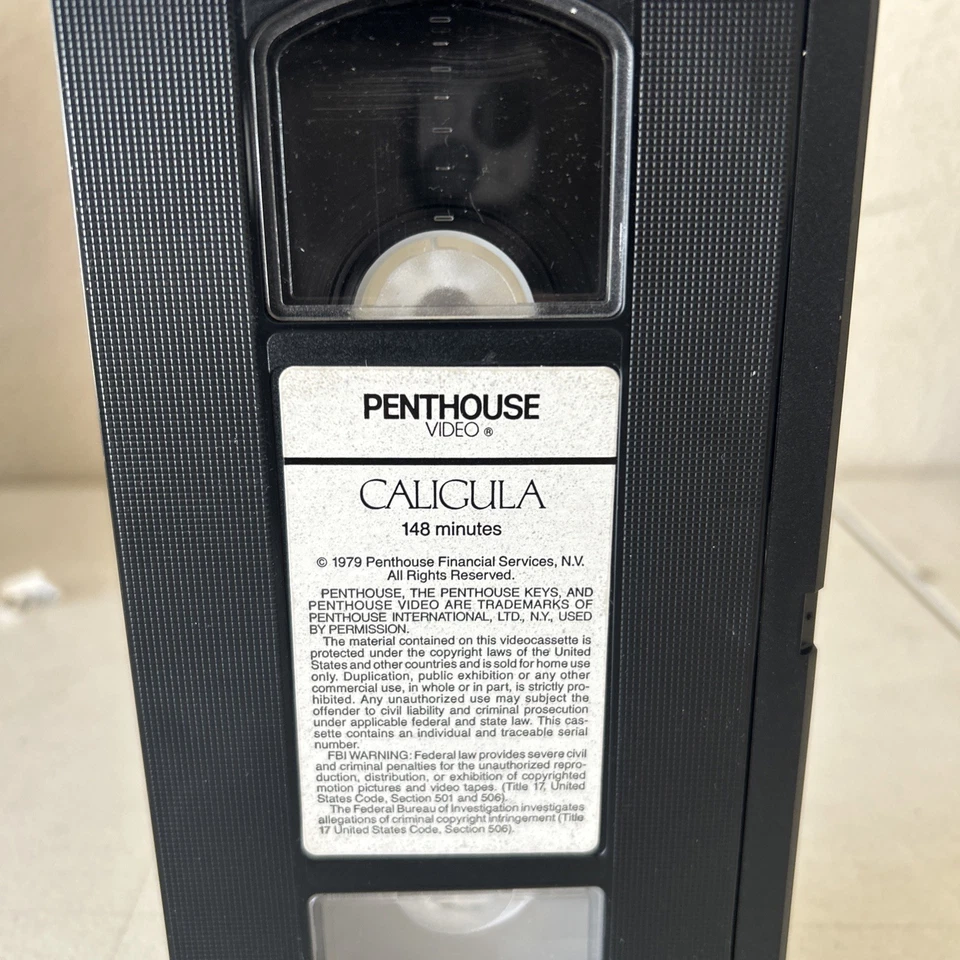 PENTHOUSE
VIDEO ®
CALIGULA
148 minutes
© 1979 Penthouse Financial Services, N.V.
All Rights Reserved.
PENTHOUSE, THE PENTHOUSE KEYS, AND
PENTHOUSE VIDEO ARE TRADEMARKS OF
PENTHOUSE INTERNATIONAL, LTD., N.Y., USED
BY PERMISSION.
The material contained on this videocassette is
protected under the copyright laws of the United
States and other countries and is sold for home use
only. Duplication, public exhibition or any other
commercial use, in whole or in part, is strictly pro-
hibited. Any unauthorized use may subject the
offender to civil liability and criminal prosecution
under applicable federal and state law. This cas-
sette contains an individual and traceable serial
number.
FBI WARNING: Federal law provides severe civil
and criminal penalties for the unauthorized repro-
duction, distribution, or exhibition of copyrighted
motion pictures and video tapes. (Title 17, United
States Code, Section 501 and 506).
The Federal Bureau of Investigation investigates
allegations of criminal copyright infringement (Title
17 United States Code, Section 506).